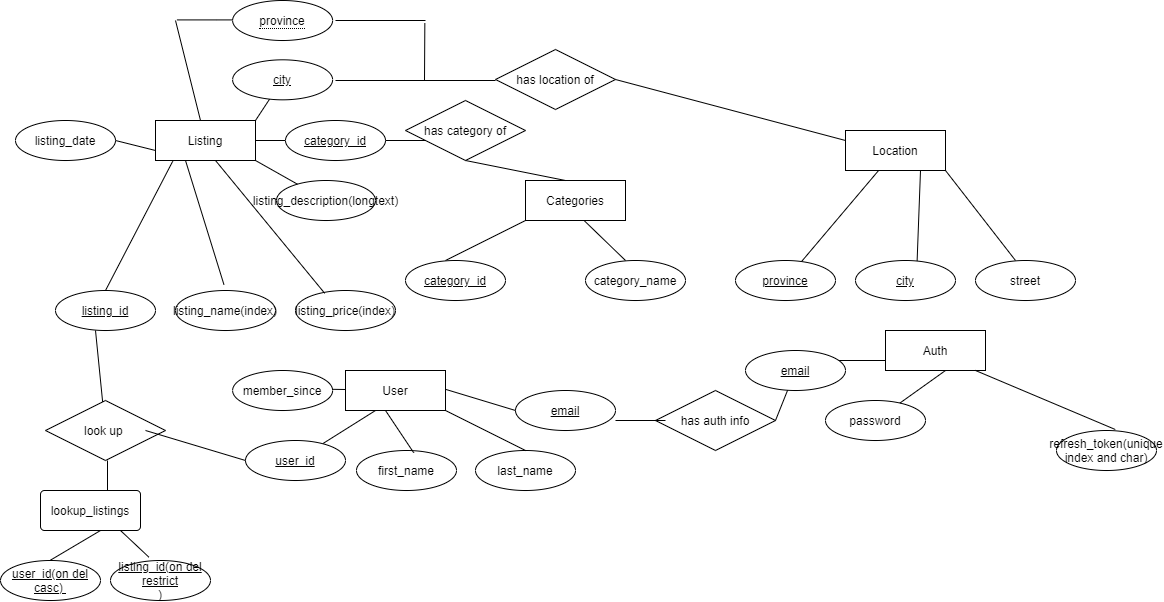 province
city
has location of
listing_date
Listing
category_id
has category of
Location
listing_description(longtext)
Categories
category_id
category_name
province
city
street
listing_id
listing_name(index)
listing_price(index)
Auth
email
member_since
User
email
has auth info
password
look up
user_id
first_name
last_name
refresh_token(unique
index and char)
lookup_listings
user_id(on del
casc)
listing_id(on del
restrict
)